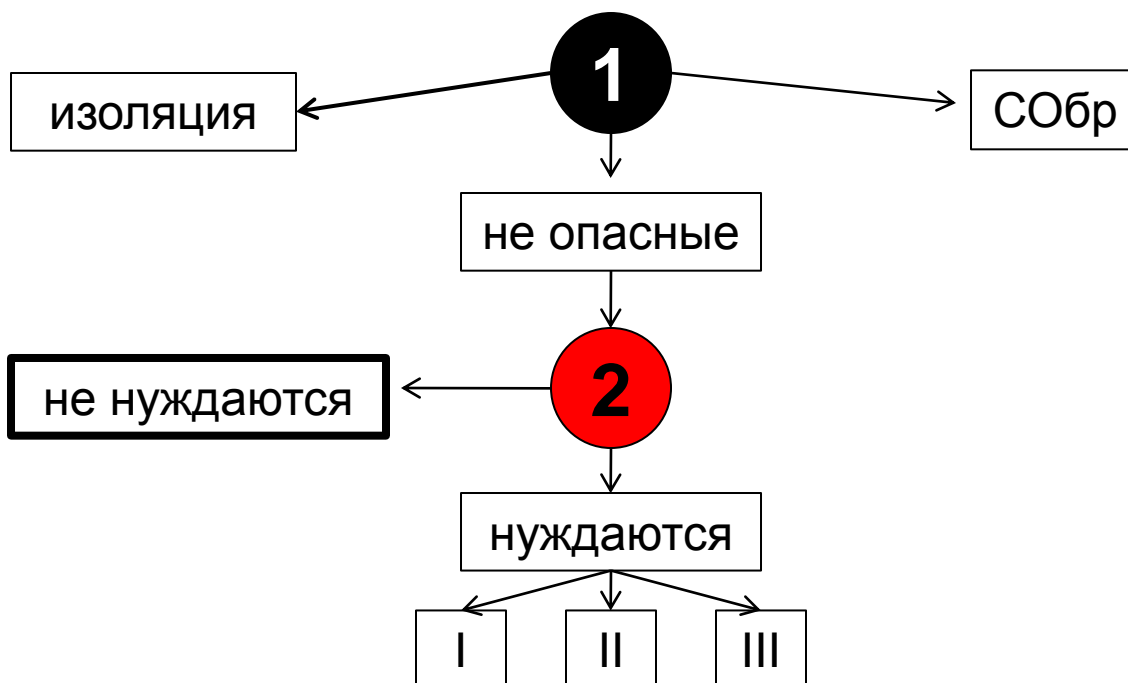 1
изоляция
СОбр
не опасные
2
не нуждаются
нуждаются
I
II
III